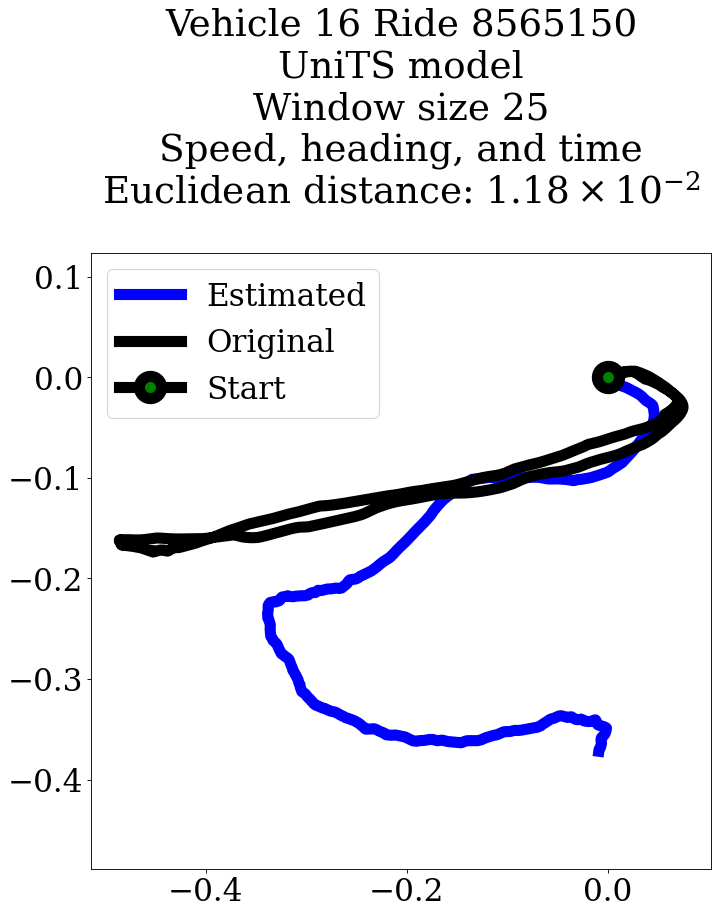 Vehicle 16 Ride 8565150
UniTS model
Window size 25
Speed, heading, and time
Euclidean distance: 1.18 × 10⁻²
Estimated
Original
Start
0.1
0.0
−0.1
−0.2
−0.3
−0.4
−0.4 −0.2 0.0